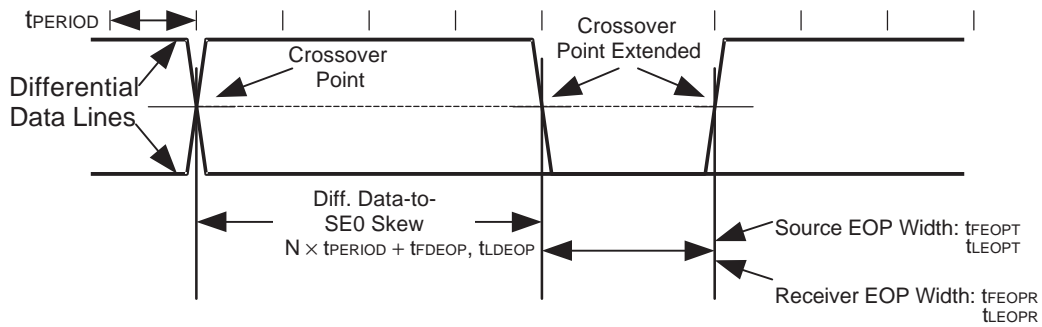 tPERIOD
Differential
Data Lines
Crossover
Point
Crossover
Point Extended
Diff. Data-to-
SE0 Skew
N × tPERIOD + tFDEOP, tLDEOP
Source EOP Width: tFEOPT
tLEOPT
Receiver EOP Width: tFEOPR
tLEOPR